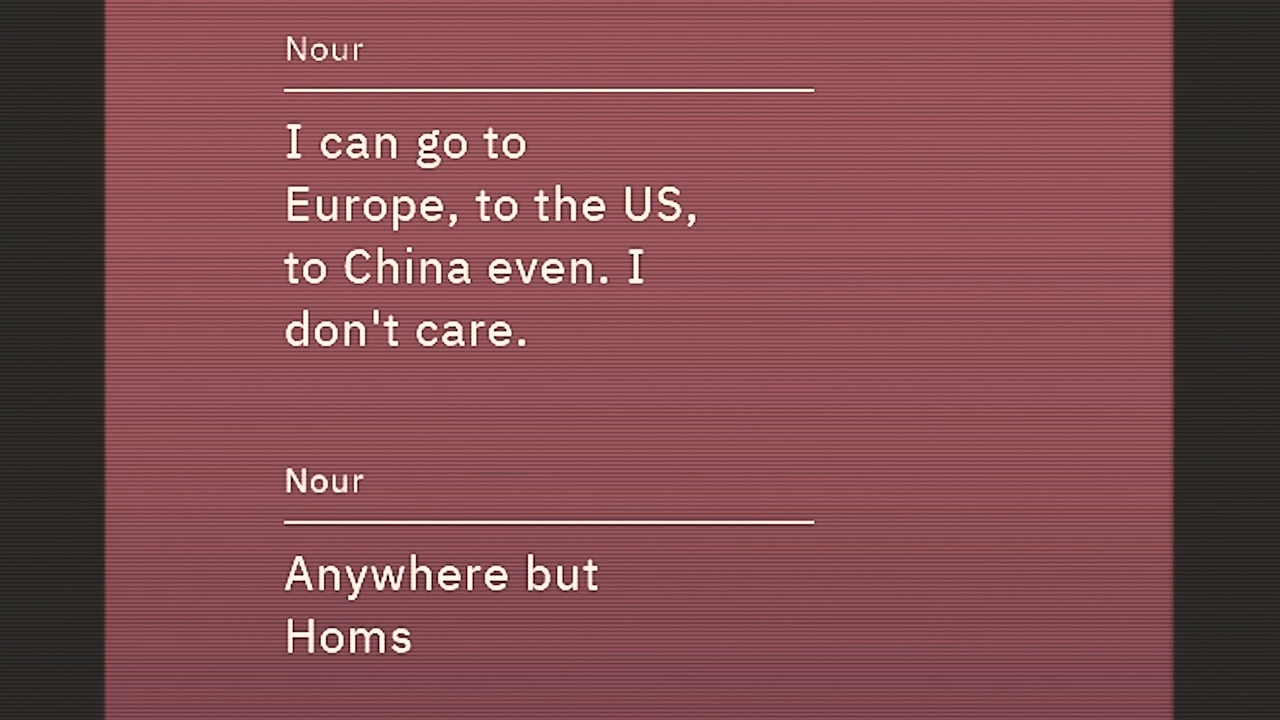 Nour
I can go to
Europe, to the US,
to China even. I
don't care.
Nour
Anywhere but
Homs